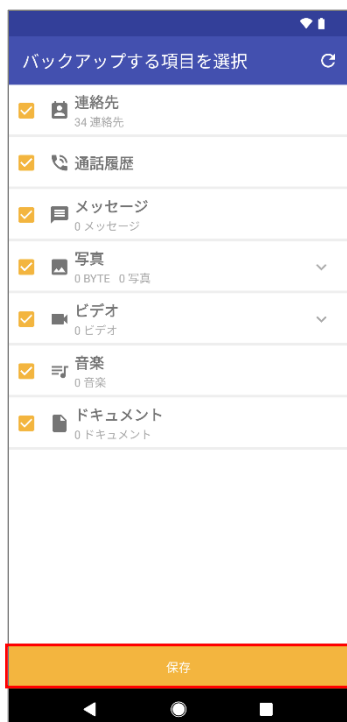 バックアップする項目を選択
連絡先
34 連絡先
通話履歴
メッセージ
0 メッセージ
写真
0 BYTE 0 写真
ビデオ
0 ビデオ
音楽
0 音楽
ドキュメント
0 ドキュメント
保存